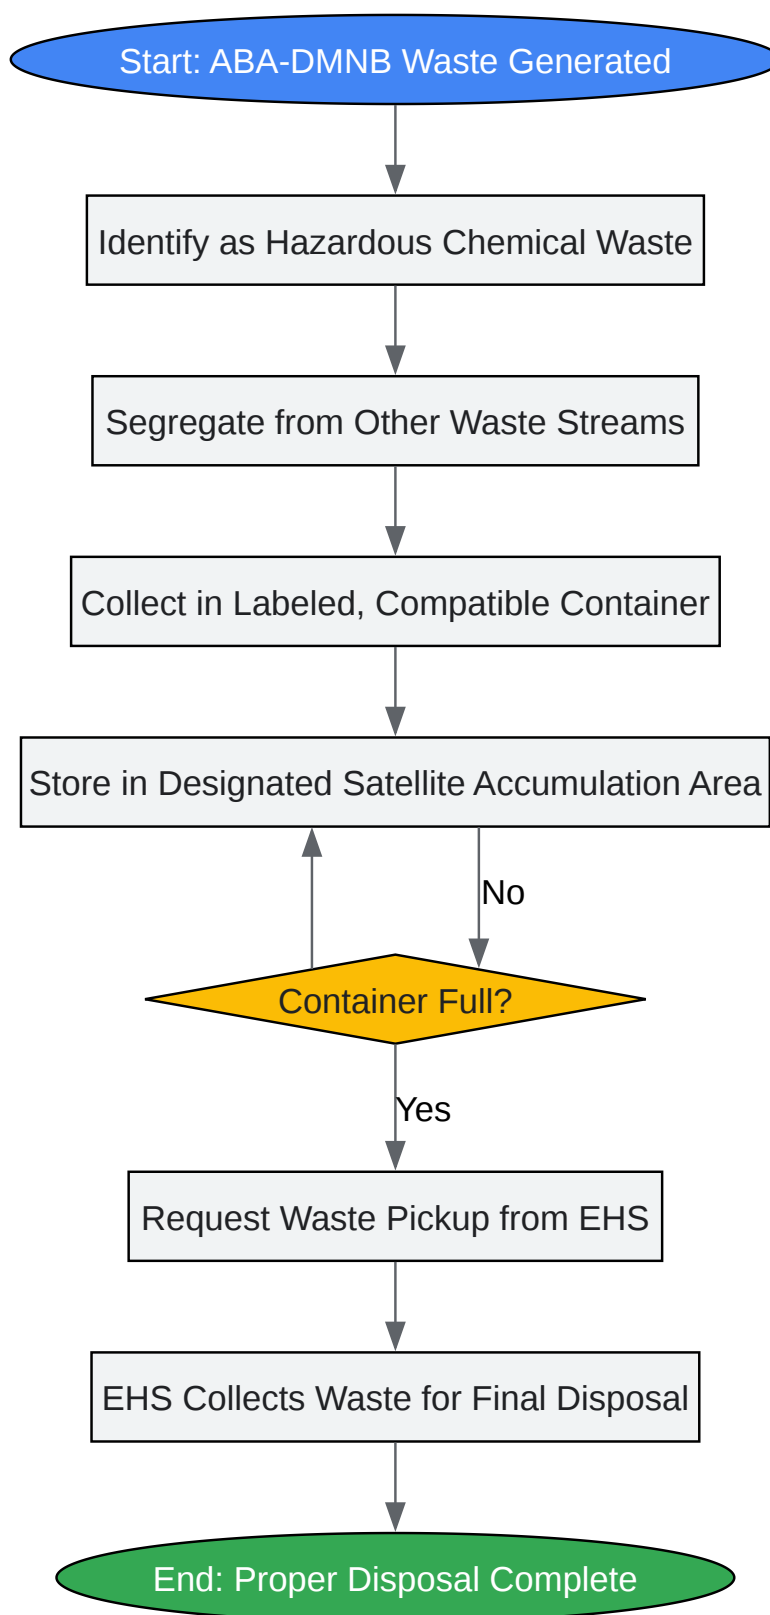 Start: ABA-DMNB Waste Generated
Identify as Hazardous Chemical Waste
Segregate from Other Waste Streams
Collect in Labeled, Compatible Container
Store in Designated Satellite Accumulation Area
No
Container Full?
Yes
Request Waste Pickup from EHS
EHS Collects Waste for Final Disposal
End: Proper Disposal Complete